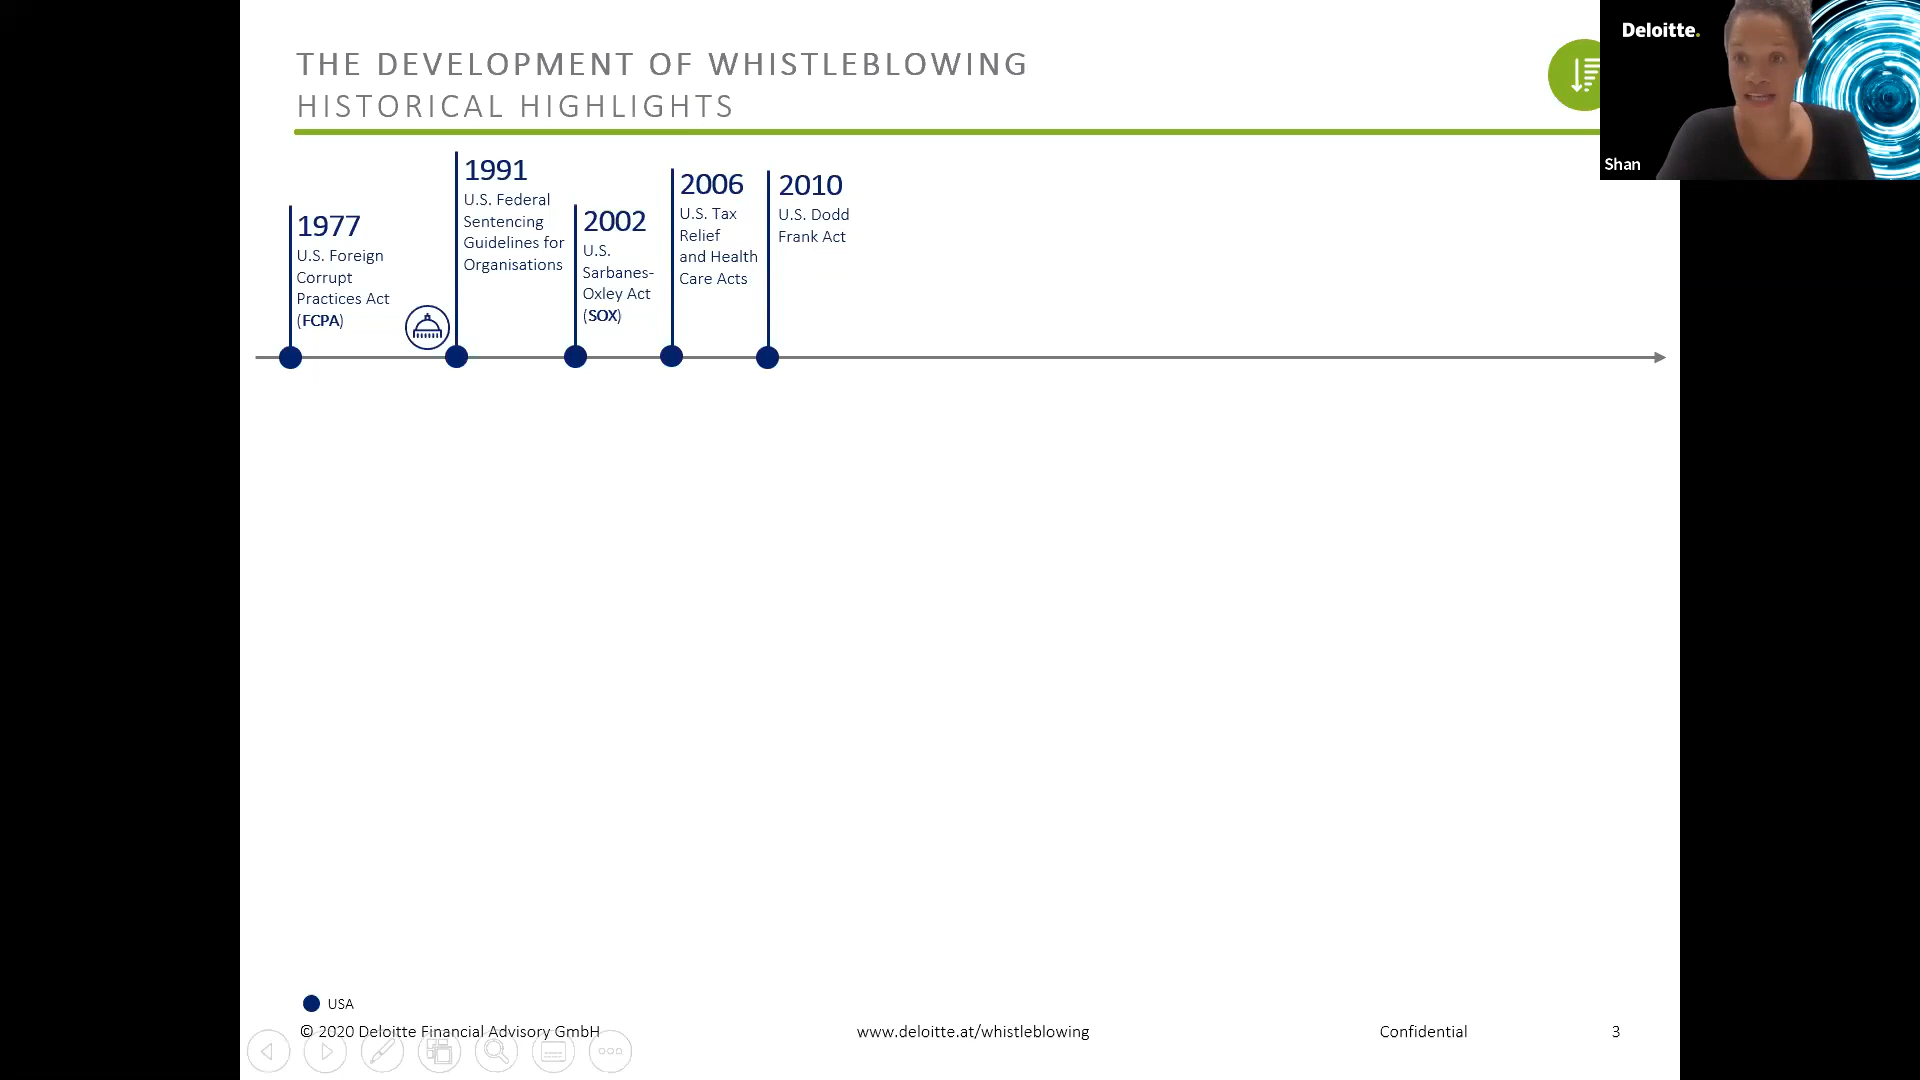 THE DEVELOPMENT OF WHISTLEBLOWING
HISTORICAL HIGHLIGHTS
Deloitte.
Shan
1977
U.S. Foreign
Corrupt
Practices Act
(FCPA)
1991
U.S. Federal
Sentencing
Guidelines for
Organisations
2002
U.S.
Sarbanes-
Oxley Act
(SOX)
2006
U.S. Tax
Relief
and Health
Care Acts
2010
U.S. Dodd
Frank Act
USA
© 2020 Deloitte Financial Advisory GmbH
www.deloitte.at/whistleblowing
Confidential
3